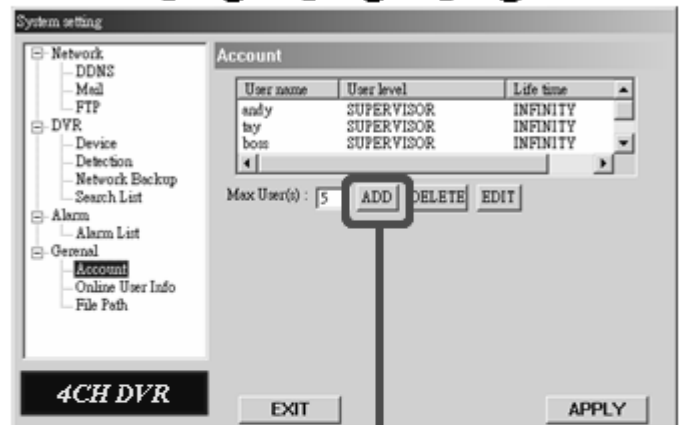 System setting
Network
DDNS
Mail
FTP
DVR
Device
Detection
Network Backup
Search List
Alarm
Alarm List
Gerenal
Account
Online User Info
File Path
4CH DVR
Account
User name User level Life time
andy SUPERVISOR INFINITY
tay SUPERVISOR INFINITY
boss SUPERVISOR INFINITY
Max User(s) : 5 ADD DELETE EDIT
EXIT APPLY